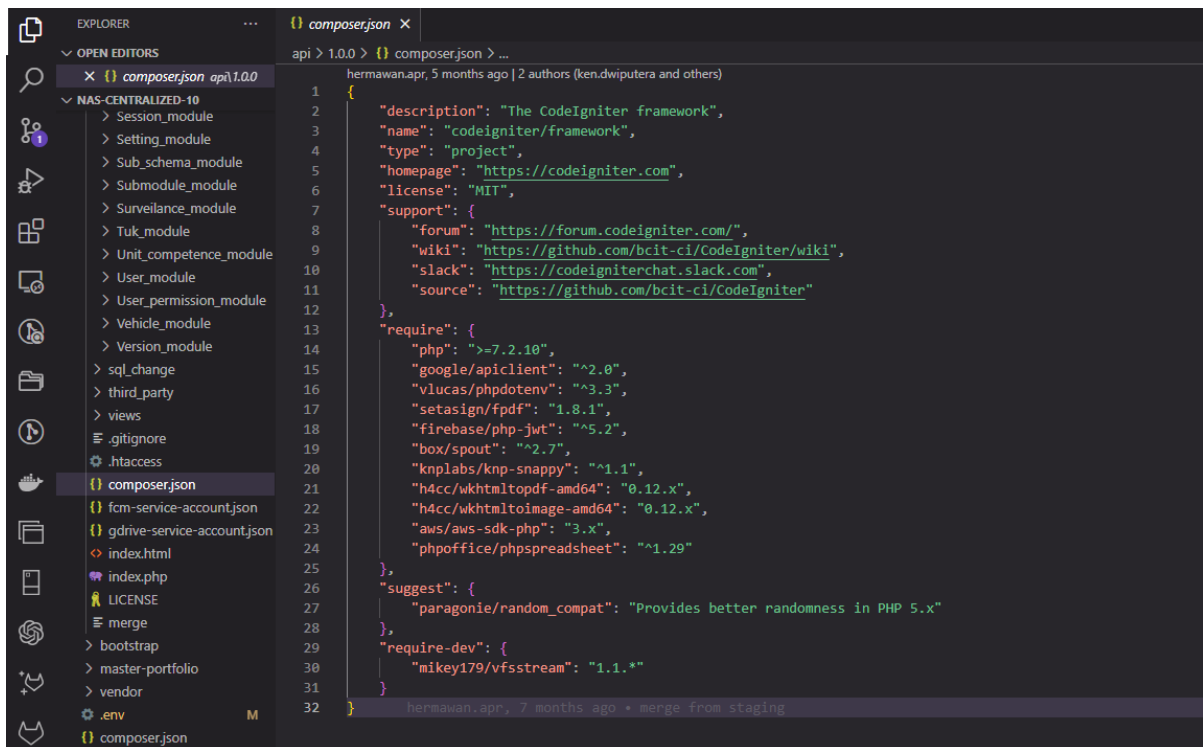 EXPLORER
···
OPEN EDITORS
composer.json api\1.0.0
NAS-CENTRALIZED-10
Session_module
Setting_module
Sub_schema_module
Submodule_module
Surveilance_module
Tuk_module
Unit_competence_module
User_module
User_permission_module
Vehicle_module
Version_module
sql_change
third_party
views
.gitignore
.htaccess
composer.json
fcm-service-account.json
gdrive-service-account.json
index.html
index.php
LICENSE
merge
bootstrap
master-portfolio
vendor
.env M
composer.json
1
{} composer.json
api > 1.0.0 > {} composer.json > ...
hermawan.apr, 5 months ago | 2 authors (ken.dwiputera and others)
1 {
2 "description": "The CodeIgniter framework",
3 "name": "codeigniter/framework",
4 "type": "project",
5 "homepage": "https://codeigniter.com",
6 "license": "MIT",
7 "support": {
8 "forum": "https://forum.codeigniter.com/",
9 "wiki": "https://github.com/bcit-ci/CodeIgniter/wiki",
10 "slack": "https://codeigniterchat.slack.com",
11 "source": "https://github.com/bcit-ci/CodeIgniter"
12 },
13 "require": {
14 "php": ">=7.2.10",
15 "google/apiclient": "^2.0",
16 "vlucas/phpdotenv": "^3.3",
17 "setasign/fpdf": "1.8.1",
18 "firebase/php-jwt": "^5.2",
19 "box/spout": "^2.7",
20 "knplabs/knp-snappy": "^1.1",
21 "h4cc/wkhtmltopdf-amd64": "0.12.x",
22 "h4cc/wkhtmltoimage-amd64": "0.12.x",
23 "aws/aws-sdk-php": "3.x",
24 "phpoffice/phpspreadsheet": "^1.29"
25 },
26 "suggest": {
27 "paragonie/random_compat": "Provides better randomness in PHP 5.x"
28 },
29 "require-dev": {
30 "mikey179/vfsstream": "1.1.*"
31 }
32 } hermawan.apr, 7 months ago • merge from staging